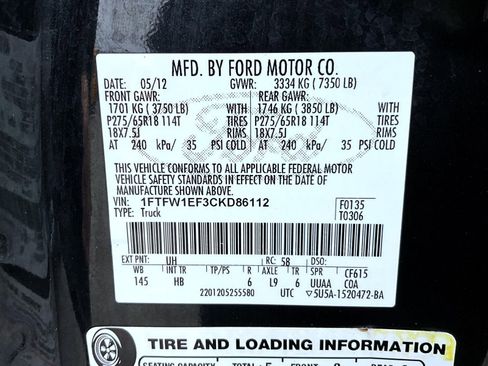 MFD. BY FORD MOTOR CO.
DATE: 05/12 GVWR: 3334 KG ( 7350 LB)
FRONT GAWR: REAR GAWR:
1701 KG ( 3750 LB) WITH 1746 KG ( 3850 LB) WITH
P275/65R18 114T TIRES P275/65R18 114T TIRES
18X7.5J RIMS 18X7.5J RIMS
AT 240 kPa/ 35 PSI COLD AT 240 kPa/ 35 PSI COLD
THIS VEHICLE CONFORMS TO ALL APPLICABLE FEDERAL MOTOR
VEHICLE SAFETY STANDARDS IN EFFECT ON THE DATE OF
MANUFACTURE SHOWN ABOVE.
VIN: 1FTFW1EF3CKD86112 F0135
TYPE: Truck T0306
EXT PNT: UH RC: 58 DSO:
WB INT TR TP/PS R AXLE TR SPR CF615
145 HB 6 L9 6 UUAA COA
2201205255580 UTC 5U5A-1520472-BA
TIRE AND LOADING INFORMATION
SEATING CAPACITY